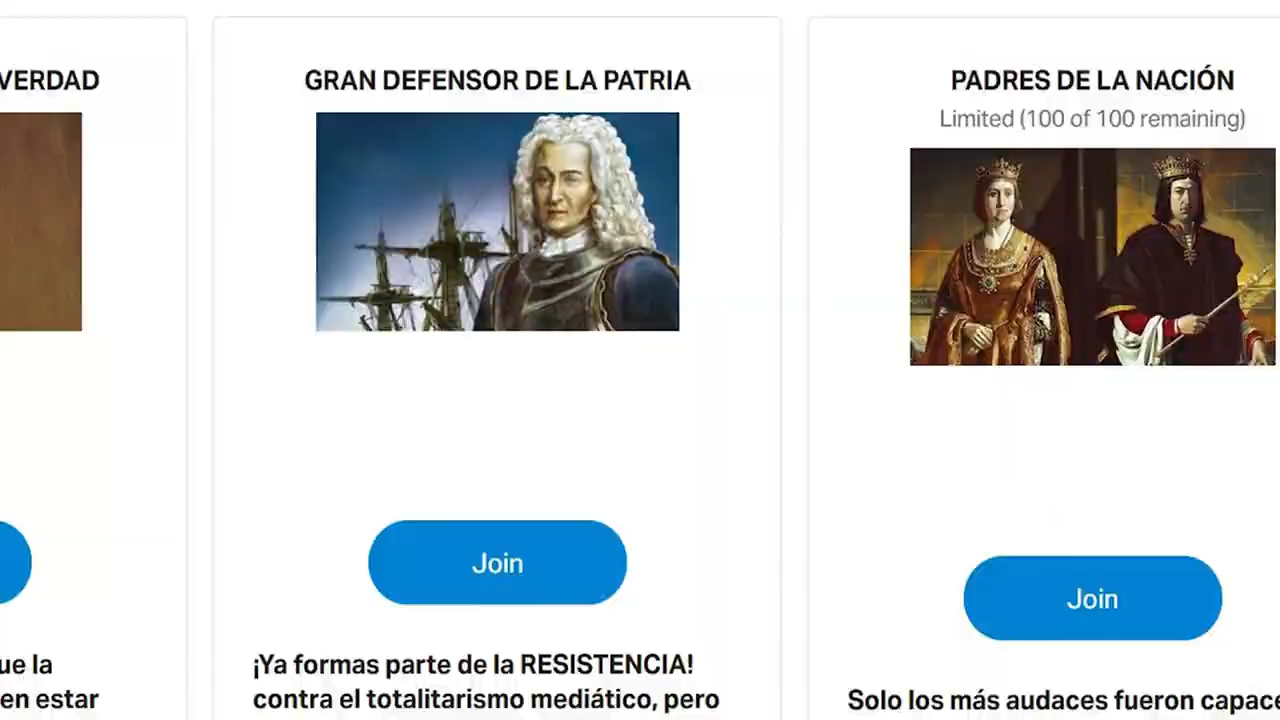 VERDAD
ue la
en estar
GRAN DEFENSOR DE LA PATRIA
Join
¡Ya formas parte de la RESISTENCIA!
contra el totalitarismo mediático, pero
PADRES DE LA NACIÓN
Limited (100 of 100 remaining)
Join
Solo los más audaces fueron capace